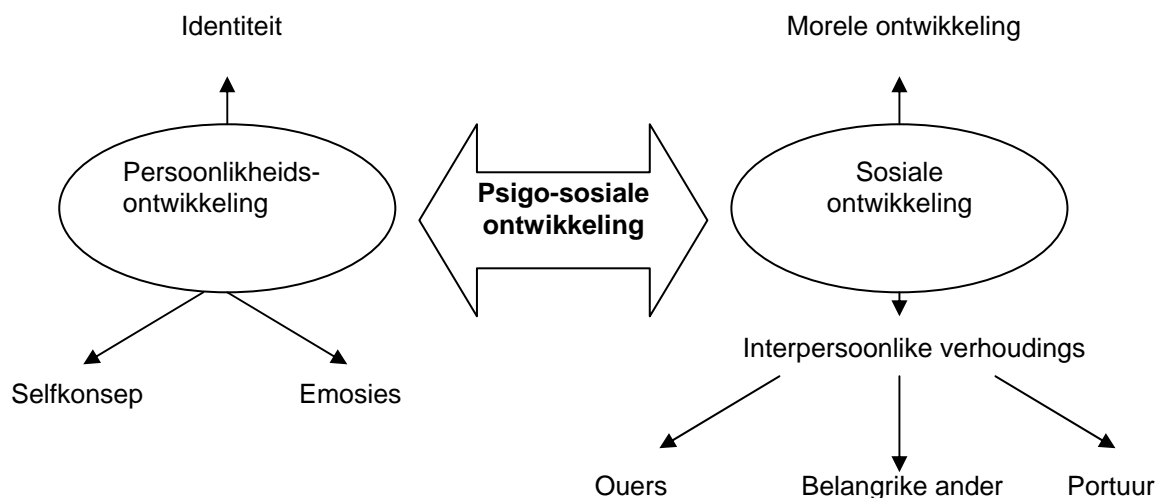 Identiteit
Morele ontwikkeling
Persoonlikheids-
ontwikkeling
Psigo-sosiale
ontwikkeling
Sosiale
ontwikkeling
Selfkonsep
Emosies
Interpersoonlike verhoudings
Ouers
Belangrike ander
Portuur